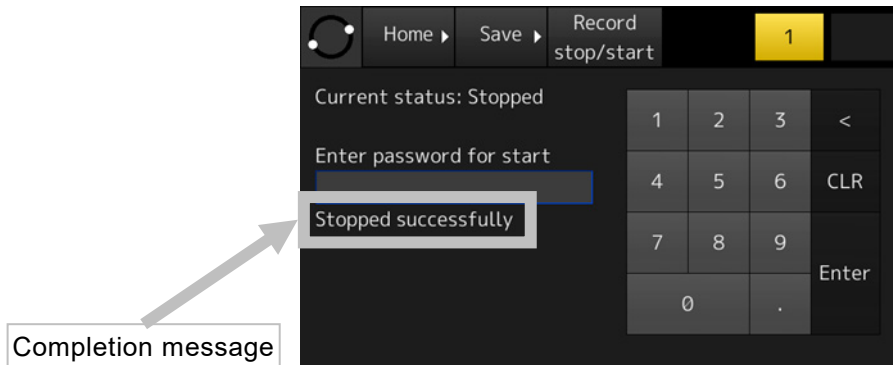 Home Save Record
stop/start
1
Current status: Stopped
Enter password for start
Stopped successfully
1 2 3 <
4 5 6 CLR
7 8 9
Enter
0 .
Completion message